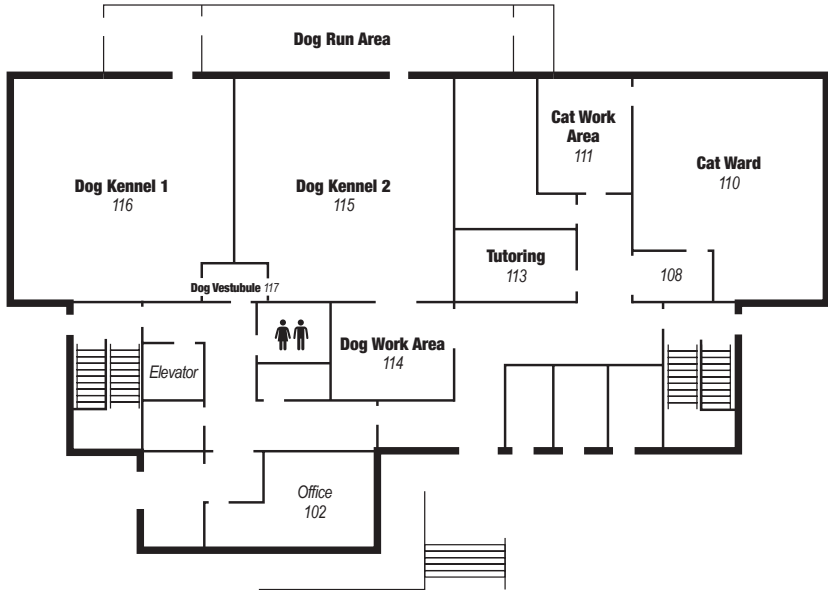 Dog Run Area
Cat Work
Area
111
Cat Ward
110
Dog Kennel 1
116
Dog Kennel 2
115
Tutoring
113
108
Dog Vestubule 117
Dog Work Area
114
Elevator
Office
102